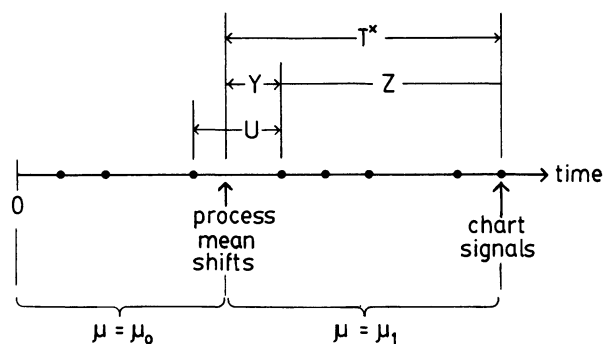 T*
Y
Z
U
time
0
process
mean
shifts
chart
signals
μ = μ₀
μ = μ₁